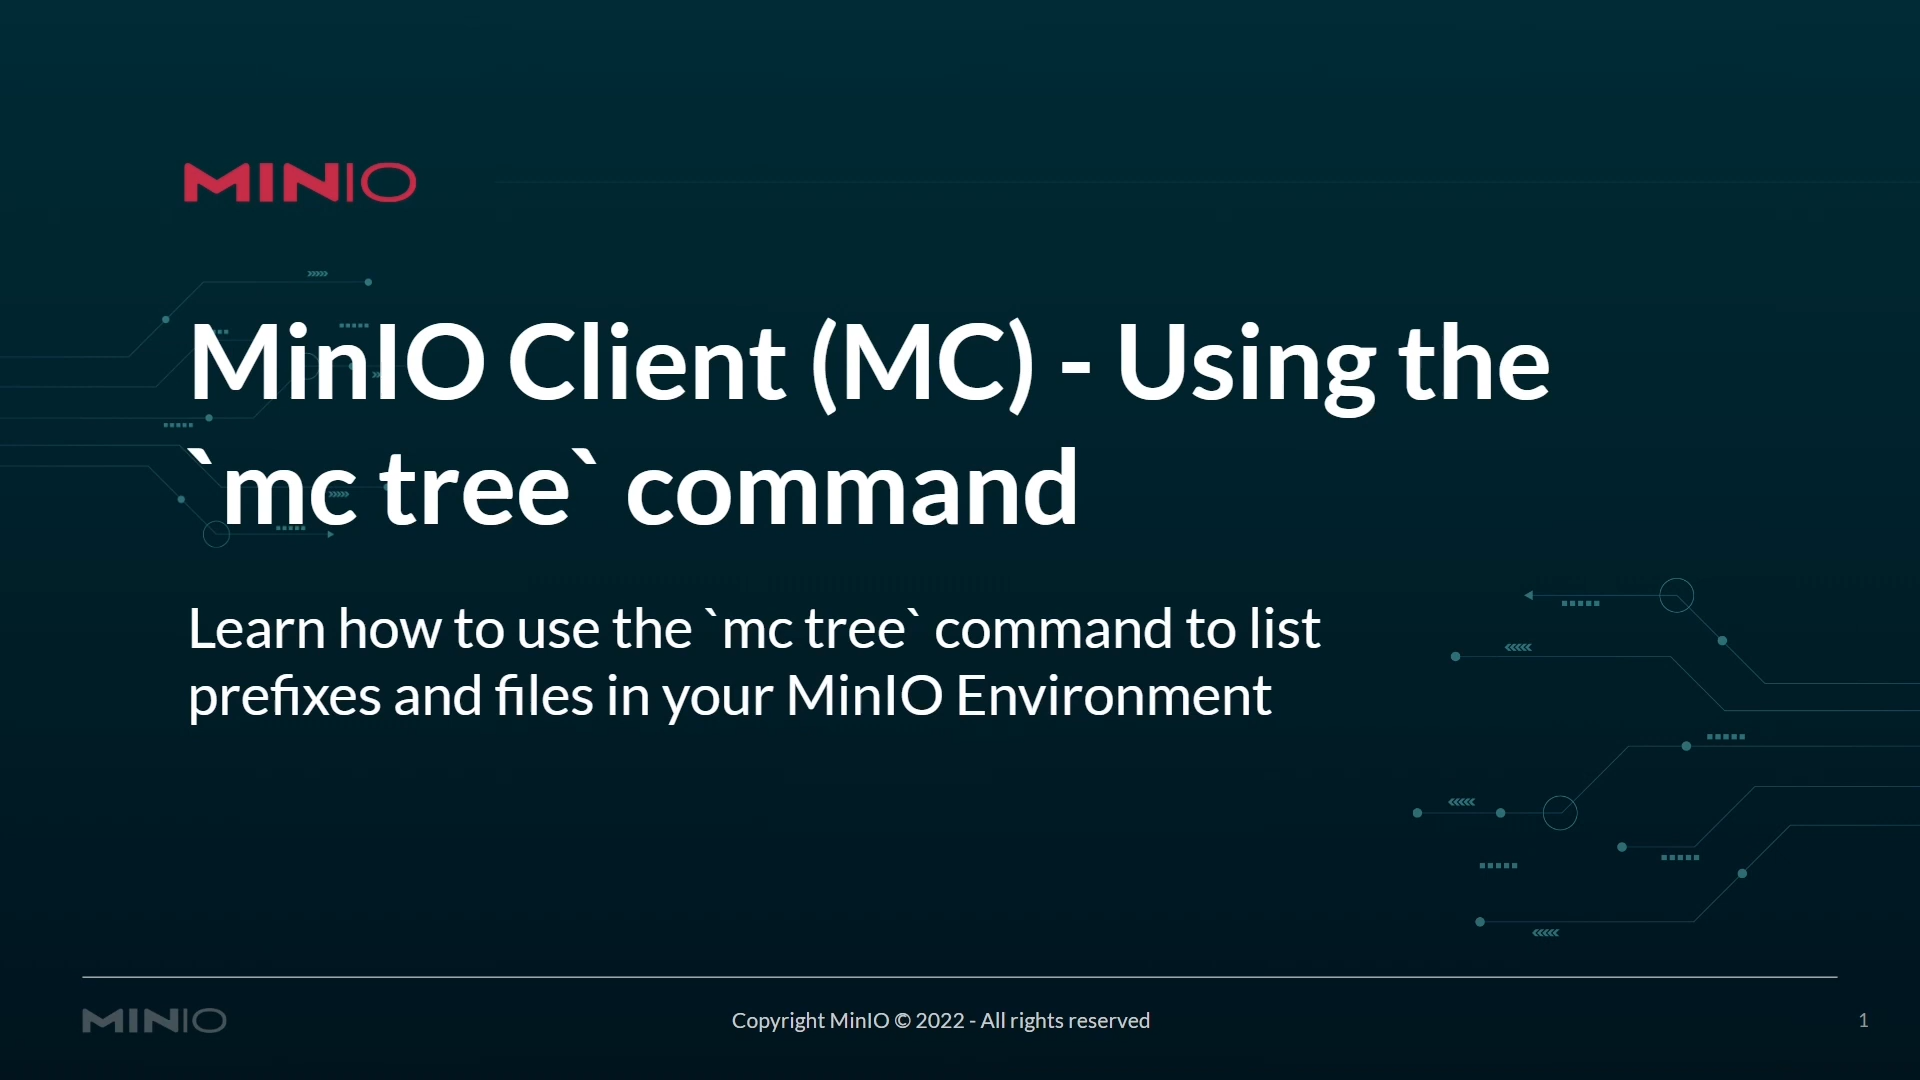 MINIO
MinIO Client (MC) - Using the
`mc tree` command
Learn how to use the `mc tree` command to list
prefixes and files in your MinIO Environment
MINIO
Copyright MinIO © 2022 - All rights reserved
1